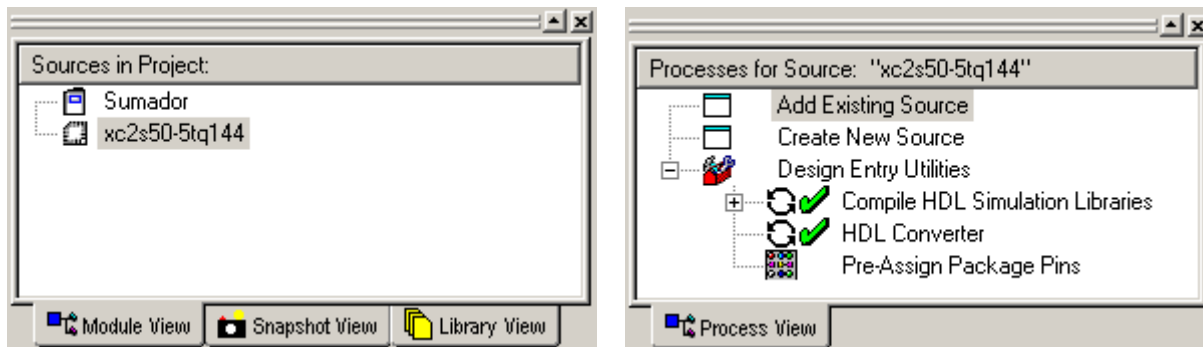 Sources in Project:
Sumador
xc2s50-5tq144
Module View
Snapshot View
Library View
Processes for Source: "xc2s50-5tq144"
Add Existing Source
Create New Source
Design Entry Utilities
Compile HDL Simulation Libraries
HDL Converter
Pre-Assign Package Pins
Process View